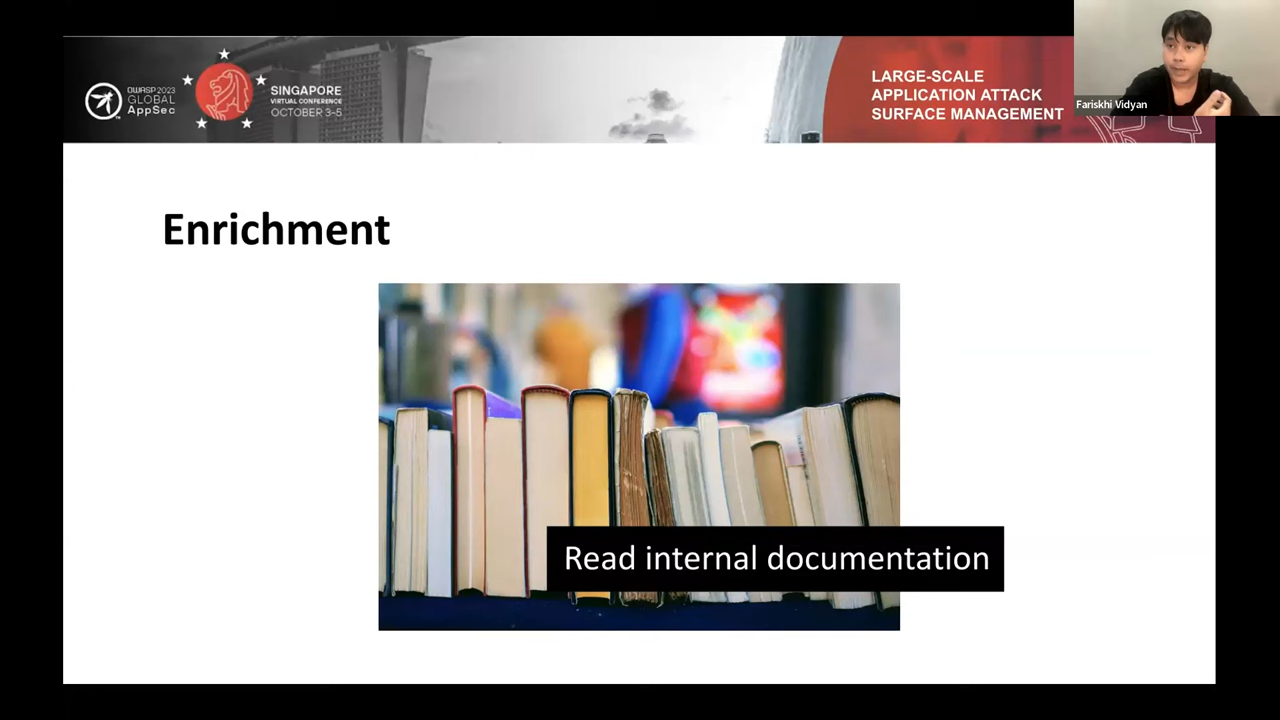 OWASP 2023
GLOBAL
AppSec
SINGAPORE
VIRTUAL CONFERENCE
OCTOBER 3-5
LARGE-SCALE
APPLICATION ATTACK
SURFACE MANAGEMENT
Fariskhi Vidyan
Enrichment
Read internal documentation